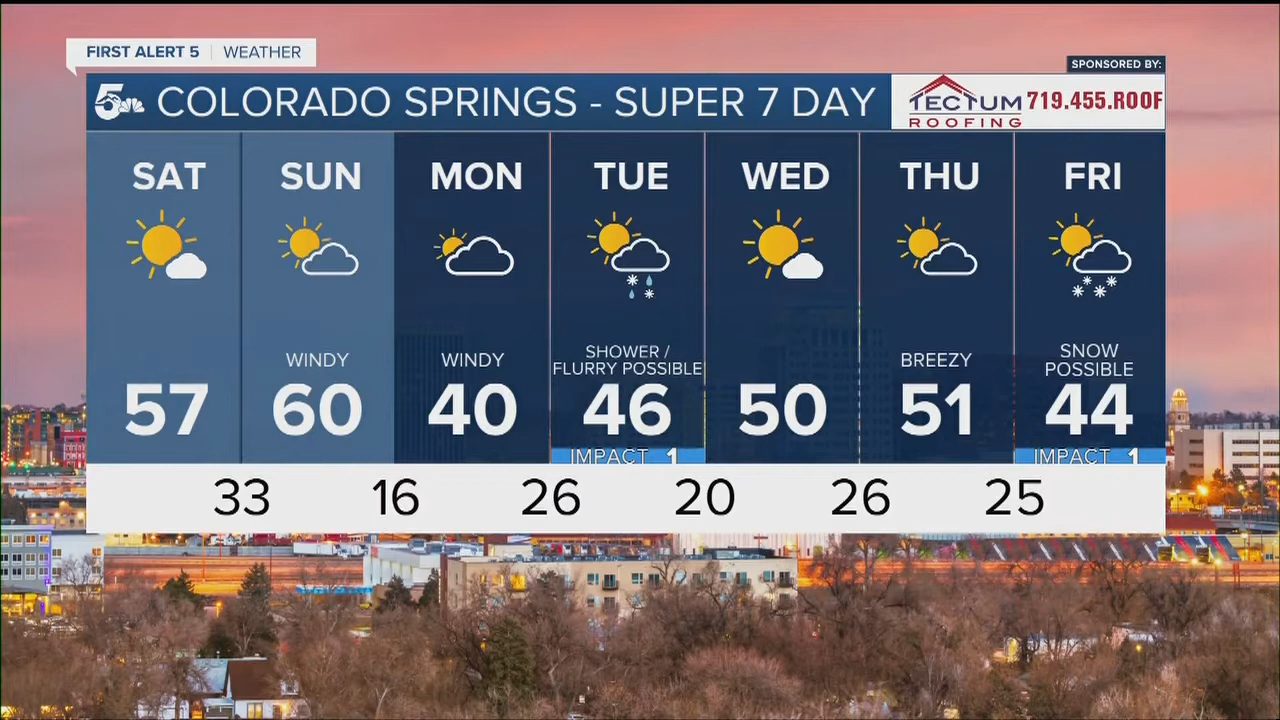 FIRST ALERT 5 | WEATHER
SPONSORED BY:
5 COLORADO SPRINGS - SUPER 7 DAY
TECTUM 719.455.ROOF
ROOFING
SAT SUN MON TUE WED THU FRI
WINDY WINDY SHOWER / FLURRY POSSIBLE BREEZY SNOW POSSIBLE
57 60 40 46 50 51 44
IMPACT 1 IMPACT 1
33 16 26 20 26 25